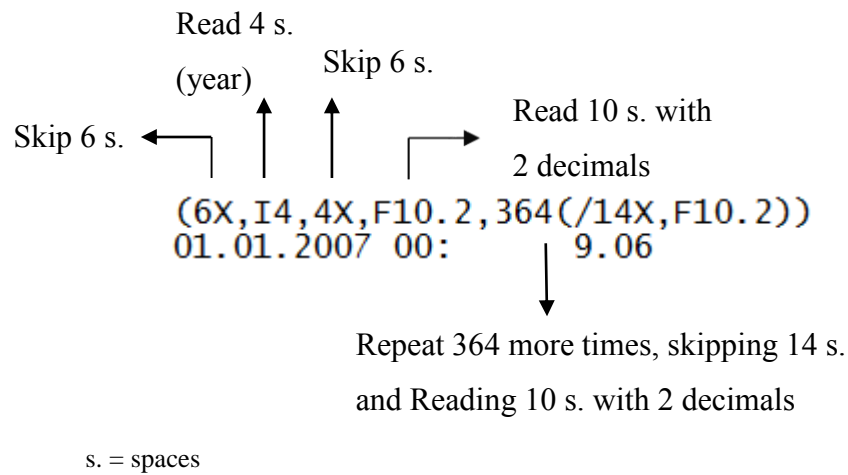 Read 4 s.
(year)
Skip 6 s.
Skip 6 s.
Read 10 s. with
2 decimals
(6X,I4,4X,F10.2,364(/14X,F10.2))
01.01.2007 00:      9.06
Repeat 364 more times, skipping 14 s.
and Reading 10 s. with 2 decimals
s. = spaces